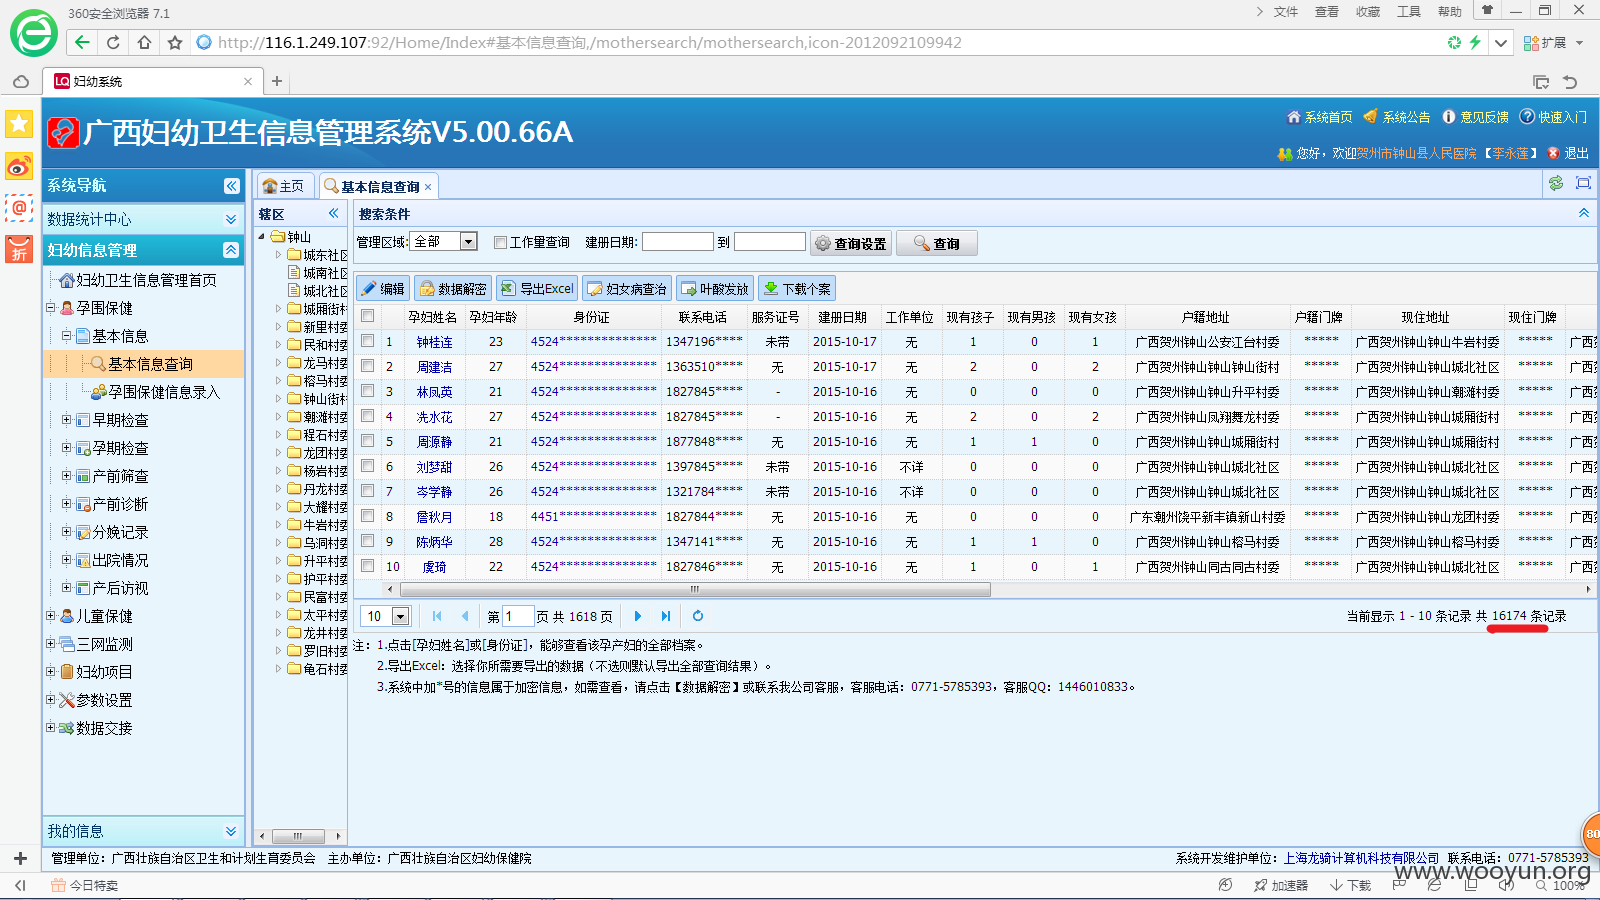 360安全浏览器 7.1
文件 查看 收藏 工具 帮助
http://116.1.249.107:92/Home/Index#基本信息查询,/mothersearch/mothersearch,icon-2012092109942
扩展
LQ 妇幼系统
广西妇幼卫生信息管理系统V5.00.66A
系统首页 系统公告 意见反馈 快速入门
您好，欢迎贺州市钟山县人民医院 【李永莲】 退出
系统导航
数据统计中心
妇幼信息管理
妇幼卫生信息管理首页
孕围保健
基本信息
基本信息查询
孕围保健信息录入
早期检查
孕期检查
产前筛查
产前诊断
分娩记录
出院情况
产后访视
儿童保健
三网监测
妇幼项目
参数设置
数据交接
我的信息
主页 基本信息查询
辖区
钟山
城东社区
城南社区
城北社区
城厢街村
新里村委
民和村委
龙马村委
榕马村委
钟山街村
潮滩村委
程石村委
龙团村委
杨岩村委
丹龙村委
大耀村委
牛岩村委
乌洞村委
升平村委
护平村委
民富村委
太平村委
龙井村委
罗旧村委
龟石村委
搜索条件
管理区域: 全部 工作量查询 建册日期: 到 查询设置 查询
编辑 数据解密 导出Excel 妇女病查治 叶酸发放 下载个案
孕妇姓名 孕妇年龄 身份证 联系电话 服务证号 建册日期 工作单位 现有孩子 现有男孩 现有女孩 户籍地址 户籍门牌 现住地址 现住门牌
1 钟桂连 23 4524************** 1347196**** 未带 2015-10-17 无 1 0 1 广西贺州钟山公安江台村委 ***** 广西贺州钟山钟山牛岩村委 ***** 广西
2 周建洁 27 4524************** 1363510**** 无 2015-10-17 无 2 0 2 广西贺州钟山钟山钟山街村 ***** 广西贺州钟山钟山城北社区 ***** 广西
3 林凤英 21 4524************** 1827845**** - 2015-10-16 无 0 0 0 广西贺州钟山钟山升平村委 ***** 广西贺州钟山钟山潮滩村委 ***** 广西
4 冼水花 27 4524************** 1827845**** - 2015-10-16 无 2 0 2 广西贺州钟山凤翔舞龙村委 ***** 广西贺州钟山钟山城厢街村 ***** 广西
5 周源静 21 4524************** 1877848**** 无 2015-10-16 无 1 1 0 广西贺州钟山钟山城厢街村 ***** 广西贺州钟山钟山城厢街村 ***** 广西
6 刘梦甜 26 4524************** 1397845**** 未带 2015-10-16 不详 0 0 0 广西贺州钟山钟山城北社区 ***** 广西贺州钟山钟山城北社区 ***** 广西
7 岑学静 26 4524************** 1321784**** 未带 2015-10-16 不详 0 0 0 广西贺州钟山钟山城北社区 ***** 广西贺州钟山钟山城北社区 ***** 广西
8 詹秋月 18 4451************** 1827844**** 无 2015-10-16 无 0 0 0 广东潮州饶平新丰镇新山村委 ***** 广西贺州钟山钟山龙团村委 ***** 广西
9 陈炳华 28 4524************** 1347141**** 无 2015-10-16 无 1 1 0 广西贺州钟山钟山榕马村委 ***** 广西贺州钟山钟山榕马村委 ***** 广西
10 虞琦 22 4524************** 1827846**** 无 2015-10-16 无 1 0 1 广西贺州钟山同古同古村委 ***** 广西贺州钟山钟山城北社区 ***** 广西
10 第 1 页 共 1618 页 当前显示 1 - 10 条记录 共 16174 条记录
注：1.点击[孕妇姓名]或[身份证]，能够查看该孕产妇的全部档案。
2.导出Excel：选择你所需要导出的数据（不选则默认导出全部查询结果）。
3.系统中加*号的信息属于加密信息，如需查看，请点击【数据解密】或联系我公司客服，客服电话：0771-5785393，客服QQ：1446010833。
80
管理单位：广西壮族自治区卫生和计划生育委员会 主办单位：广西壮族自治区妇幼保健院 系统开发维护单位：上海龙骑计算机科技有限公司 联系电话：0771-5785393
www.wooyun.org
今日特卖 加速器 下载 100%